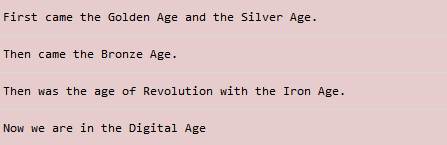 First came the Golden Age and the Silver Age.
Then came the Bronze Age.
Then was the age of Revolution with the Iron Age.
Now we are in the Digital Age